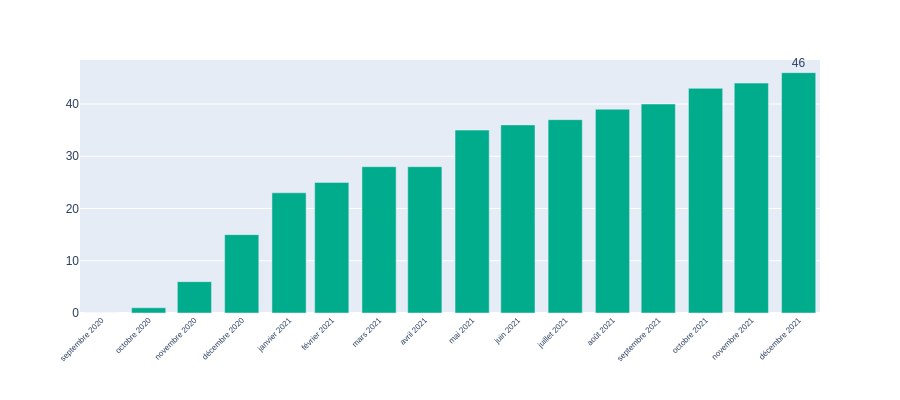 46
40
30
20
10
0
septembre 2020
octobre 2020
novembre 2020
décembre 2020
janvier 2021
février 2021
mars 2021
avril 2021
mai 2021
juin 2021
juillet 2021
août 2021
septembre 2021
octobre 2021
novembre 2021
décembre 2021